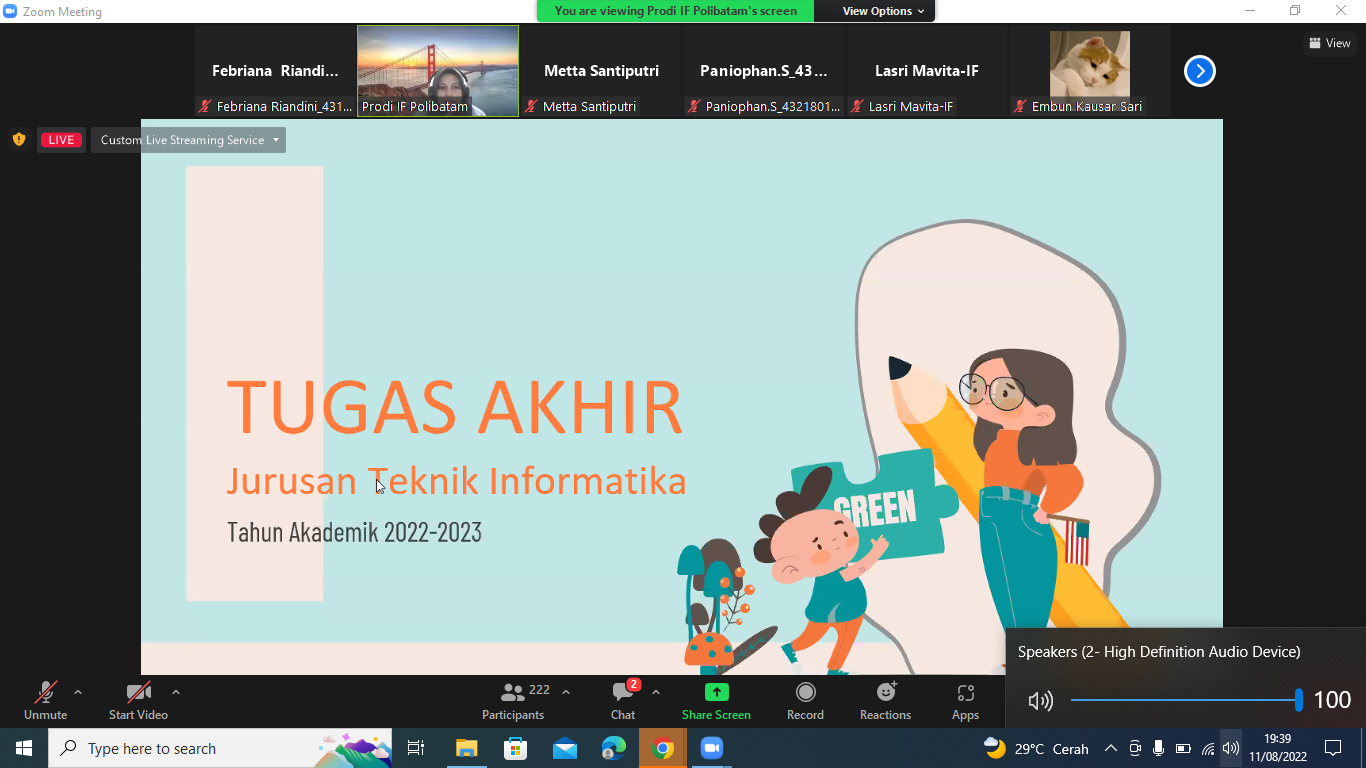 Zoom Meeting
You are viewing Prodi IF Polibatam's screen
View Options
View
Febriana Riandi...
Metta Santiputri
Paniophan.S_43...
Lasri Mavita-IF
Febriana Riandini_431...
Prodi IF Polibatam
Metta Santiputri
Paniophan.S_4321801...
Lasri Mavita-IF
Embun Kausar Sari
LIVE
Custom Live Streaming Service
TUGAS AKHIR
Jurusan Teknik Informatika
Tahun Akademik 2022-2023
GREEN
Speakers (2- High Definition Audio Device)
100
Unmute
Start Video
222
Participants
2
Chat
Share Screen
Record
Reactions
Apps
Type here to search
29°C Cerah
19:39
11/08/2022